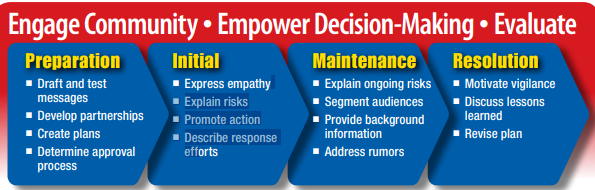 Engage Community • Empower Decision-Making • Evaluate
Preparation
■ Draft and test
messages
■ Develop partnerships
■ Create plans
■ Determine approval
process
Initial
■ Express empathy
■ Explain risks
■ Promote action
■ Describe response
efforts
Maintenance
■ Explain ongoing risks
■ Segment audiences
■ Provide background
information
■ Address rumors
Resolution
■ Motivate vigilance
■ Discuss lessons
learned
■ Revise plan